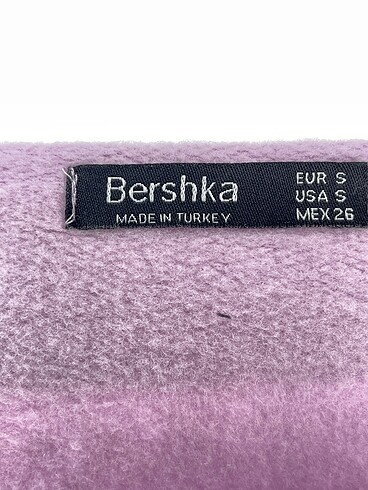 Bershka
MADE IN TURKEY
EUR S
USA S
MEX 26